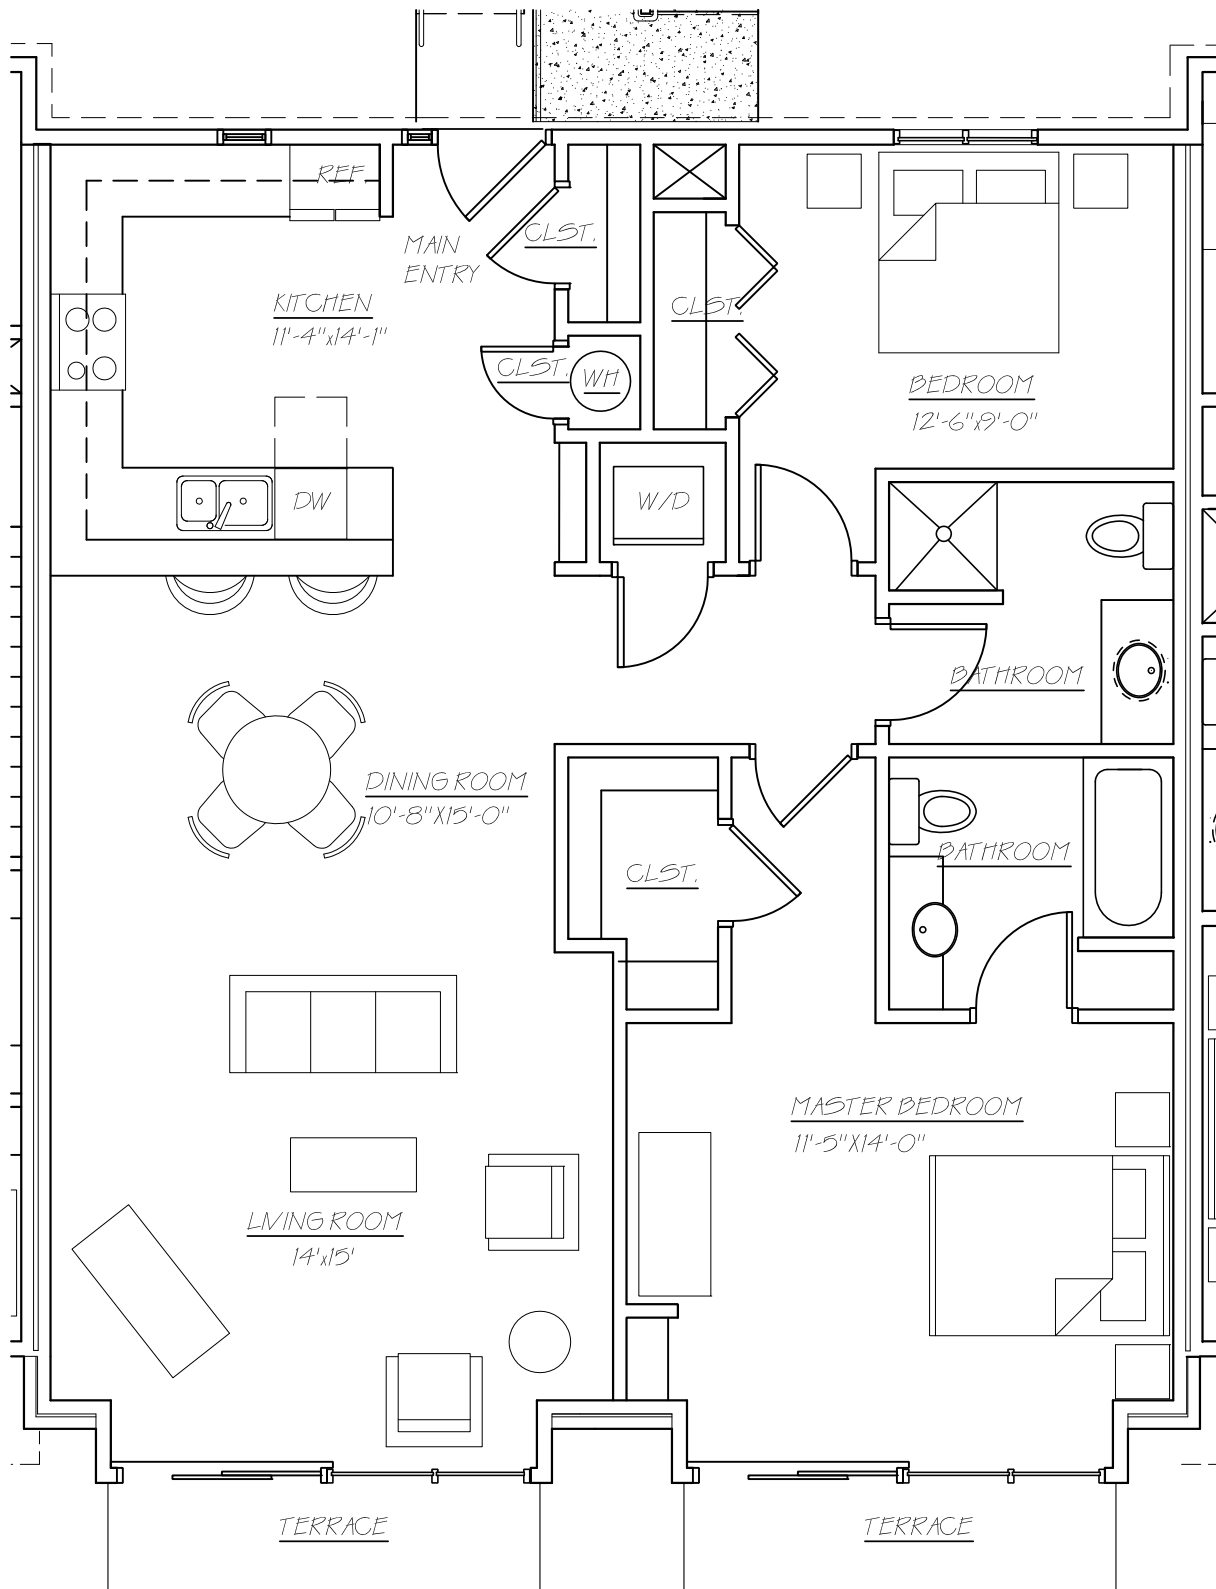 REF.
CLST.
MAIN
ENTRY
KITCHEN
11'-4"x14'-1"
CLST.
CLST.
WH
BEDROOM
12'-6"x9'-0"
DW
W/D
BATHROOM
DINING ROOM
10'-8"X15'-0"
BATHROOM
CLST.
MASTER BEDROOM
11'-5"X14'-0"
LIVING ROOM
14'x15'
TERRACE
TERRACE